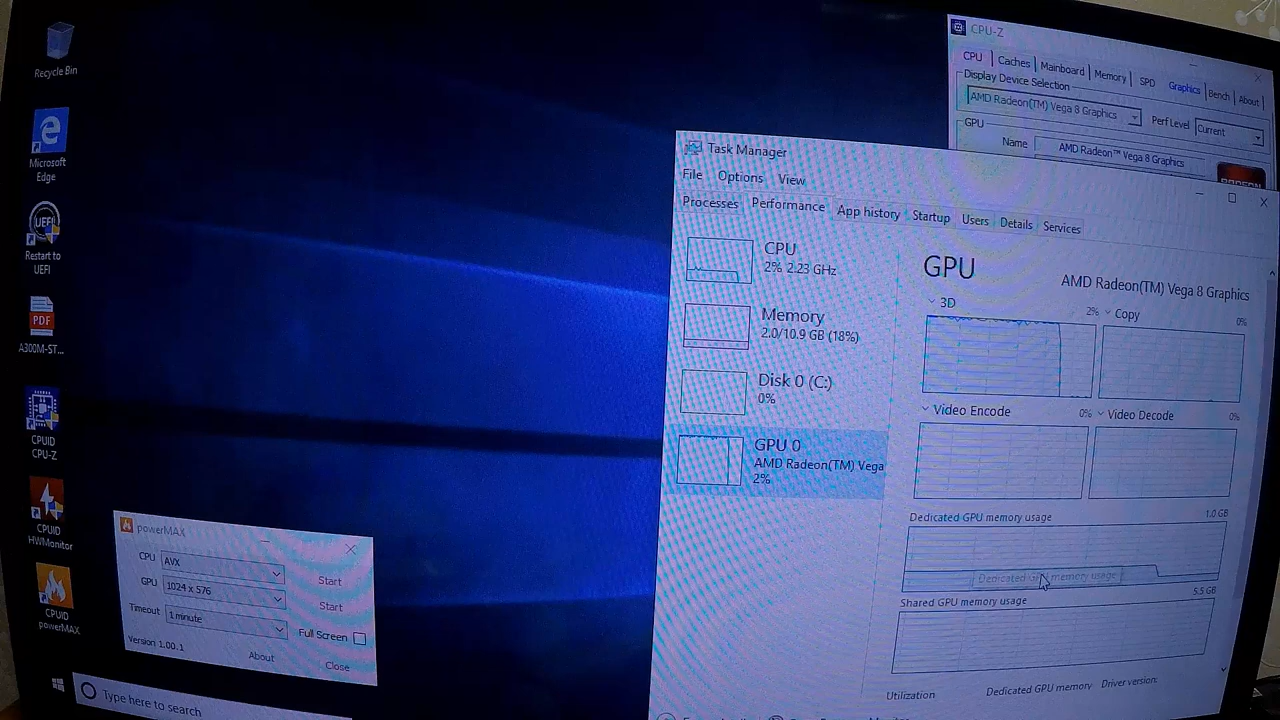 Recycle Bin
Microsoft
Edge
UEFI
Restart to
UEFI
PDF
A300M-ST...
CPUID
CPU-Z
CPUID
HWMonitor
CPUID
powerMAX
Type here to search
powerMAX
CPU AVX Start
GPU 1024 x 576 Start
Timeout 1 minute
Full Screen
Version 1.00.1
About Close
CPU-Z
CPU Caches Mainboard Memory SPD Graphics Bench About
Display Device Selection
AMD Radeon(TM) Vega 8 Graphics Perf Level Current
GPU
Name AMD Radeon™ Vega 8 Graphics
RADEON
Task Manager
File Options View
Processes Performance App history Startup Users Details Services
CPU
2% 2.23 GHz
Memory
2.0/10.9 GB (18%)
Disk 0 (C:)
0%
GPU 0
AMD Radeon(TM) Vega
2%
GPU AMD Radeon(TM) Vega 8 Graphics
3D 2% Copy 0%
Video Encode 0% Video Decode 0%
Dedicated GPU memory usage 1.0 GB
Dedicated GPU memory usage
Shared GPU memory usage 5.5 GB
Utilization Dedicated GPU memory Driver version: